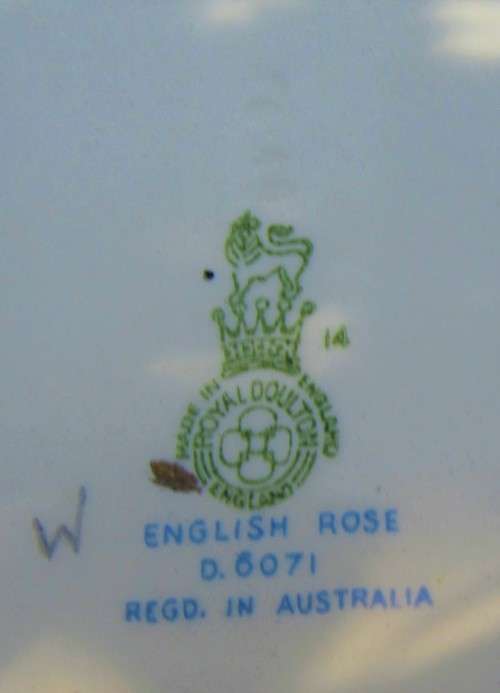 14
MADE IN ENGLAND
ROYAL DOULTON
ENGLAND
W
ENGLISH ROSE
D.6071
REGD. IN AUSTRALIA